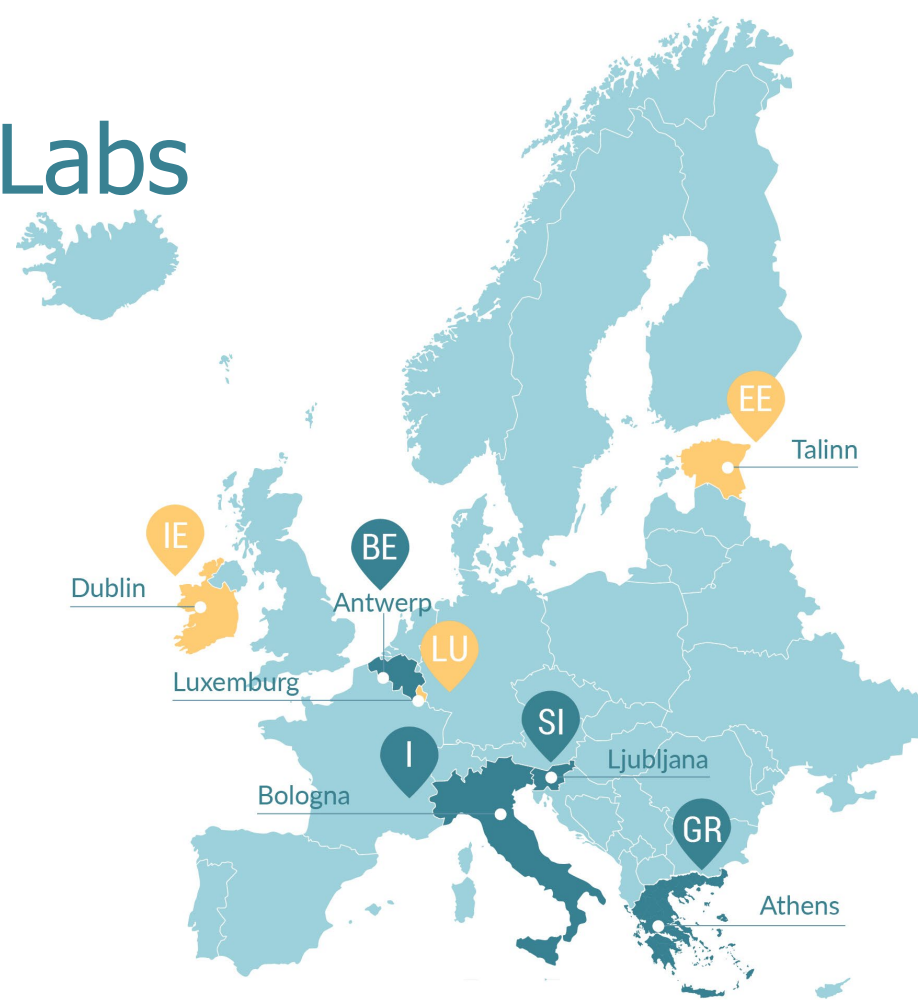 Labs
EE
Talinn
IE
BE
Dublin
Antwerp
LU
Luxemburg
SI
I
Ljubljana
Bologna
GR
Athens